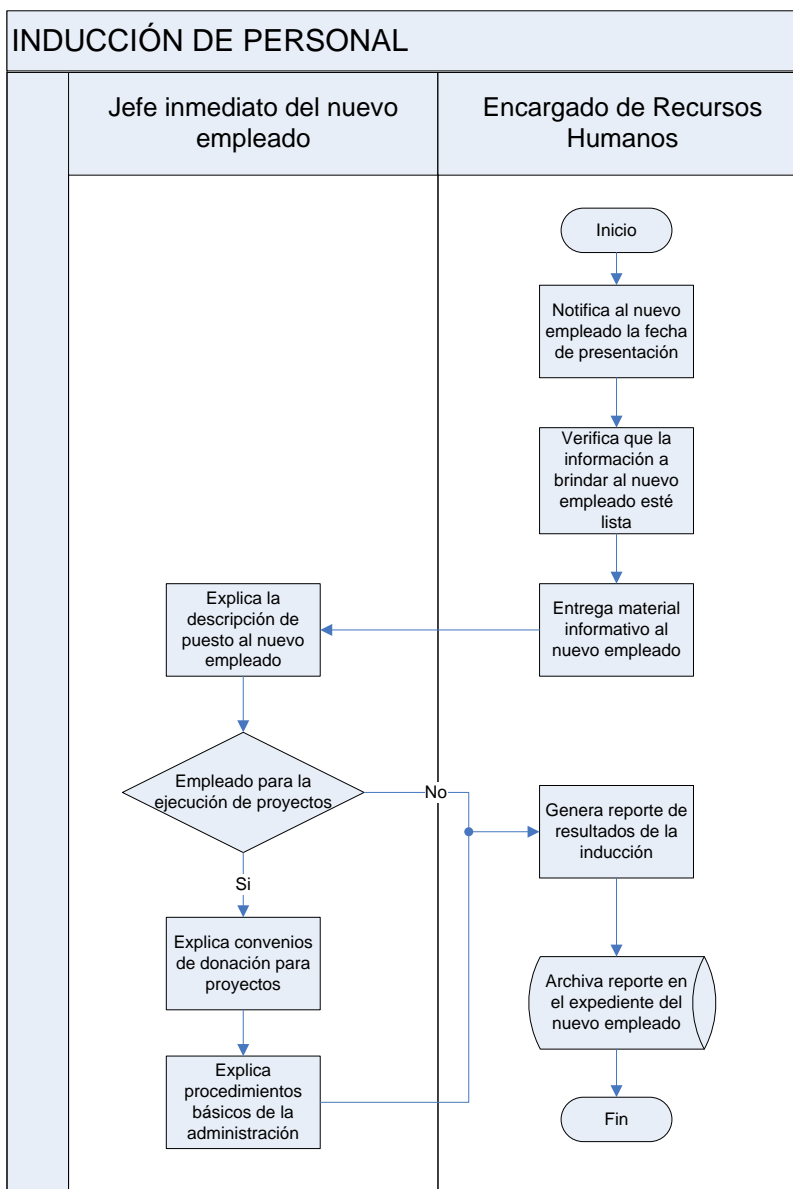 INDUCCIÓN DE PERSONAL
Jefe inmediato del nuevo
empleado
Encargado de Recursos
Humanos
Inicio
Notifica al nuevo
empleado la fecha
de presentación
Verifica que la
información a
brindar al nuevo
empleado esté
lista
Entrega material
informativo al
nuevo empleado
Explica la
descripción de
puesto al nuevo
empleado
Empleado para la
ejecución de proyectos
No
Si
Explica convenios
de donación para
proyectos
Explica
procedimientos
básicos de la
administración
Genera reporte de
resultados de la
inducción
Archiva reporte en
el expediente del
nuevo empleado
Fin